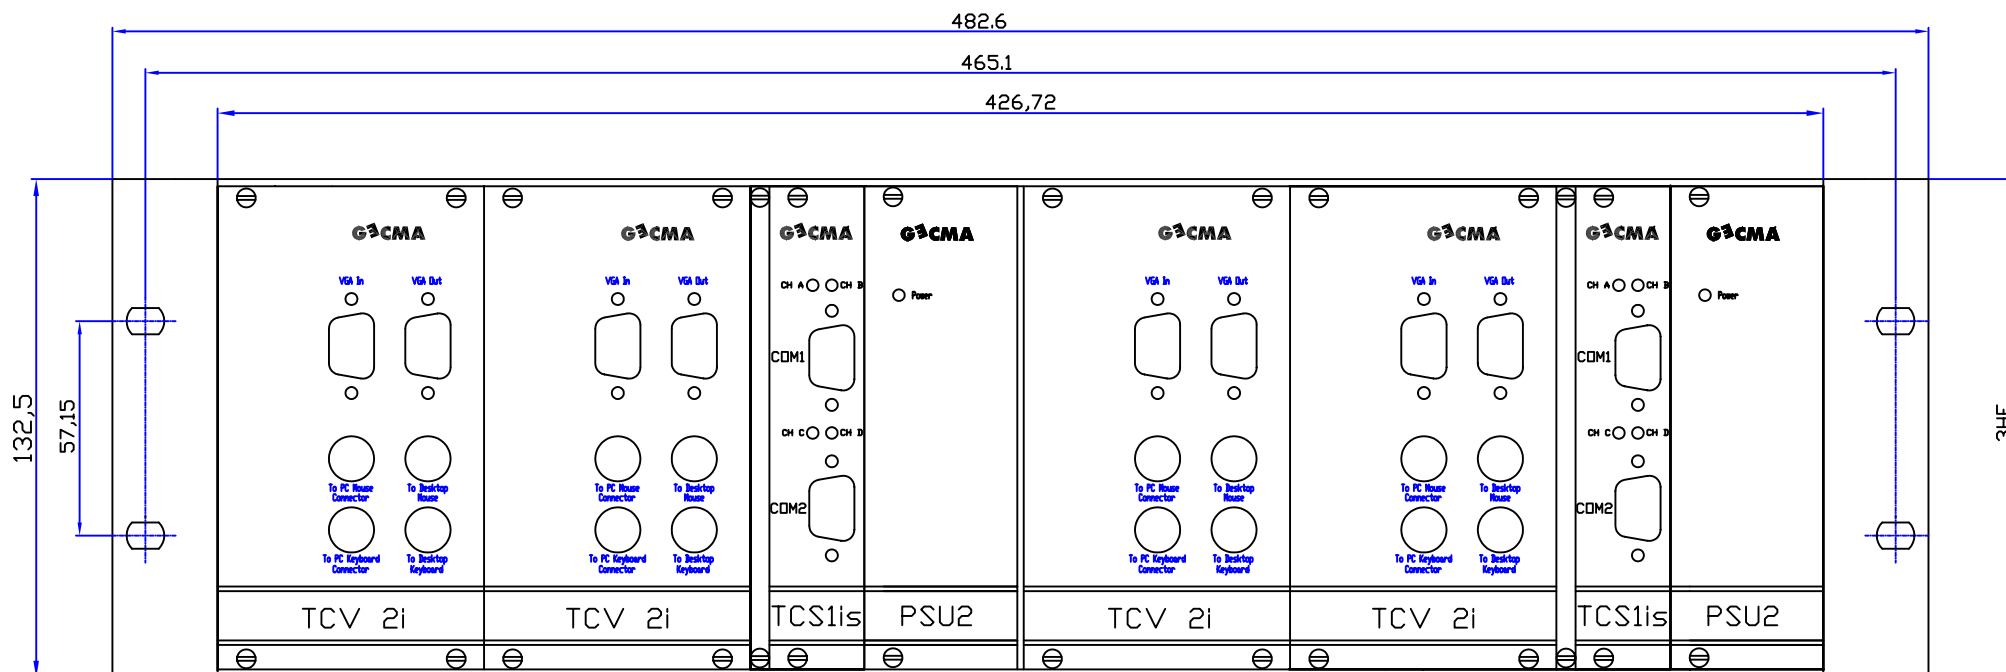 482.6
465.1
426,72
132,5
57,15
GECMA GECMA GECMA GECMA GECMA GECMA GECMA GECMA
VGA In VGA Out VGA In VGA Out VGA In VGA Out VGA In VGA Out
CH A CH B CH A CH B
Power Power
COM1 COM1
CH C CH D CH C CH D
To PC Mouse To Desktop To PC Mouse To Desktop To PC Mouse To Desktop To PC Mouse To Desktop
Connector Mouse Connector Mouse Connector Mouse Connector Mouse
COM2 COM2
To PC Keyboard To Desktop To PC Keyboard To Desktop To PC Keyboard To Desktop To PC Keyboard To Desktop
Connector Keyboard Connector Keyboard Connector Keyboard Connector Keyboard
TCV 2i TCV 2i TCS1is PSU2 TCV 2i TCV 2i TCS1is PSU2